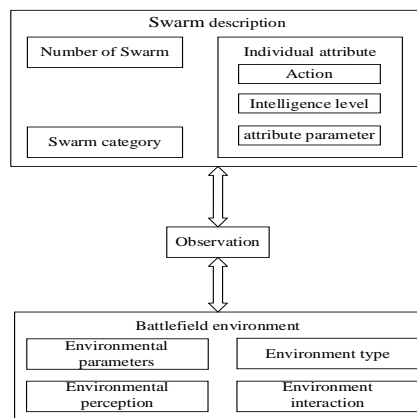 Swarm description
Number of Swarm
Swarm category
Individual attribute
Action
Intelligence level
attribute parameter
Observation
Battlefield environment
Environmental
parameters
Environment type
Environmental
perception
Environment
interaction